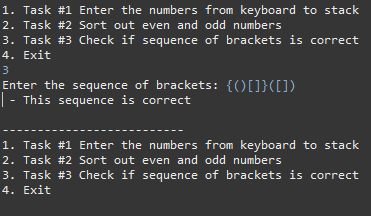 1. Task #1 Enter the numbers from keyboard to stack
2. Task #2 Sort out even and odd numbers
3. Task #3 Check if sequence of brackets is correct
4. Exit
3
Enter the sequence of brackets: {()[]}([])
- This sequence is correct
--------------------------
1. Task #1 Enter the numbers from keyboard to stack
2. Task #2 Sort out even and odd numbers
3. Task #3 Check if sequence of brackets is correct
4. Exit